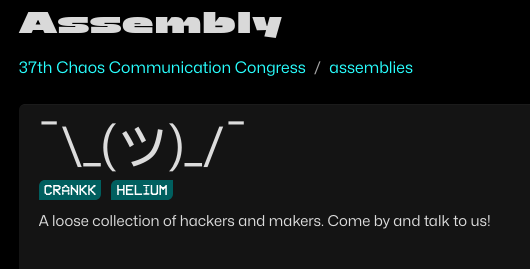 Assembly
37th Chaos Communication Congress / assemblies
¯\_(ツ)_/¯
CRANKK HELIUM
A loose collection of hackers and makers. Come by and talk to us!